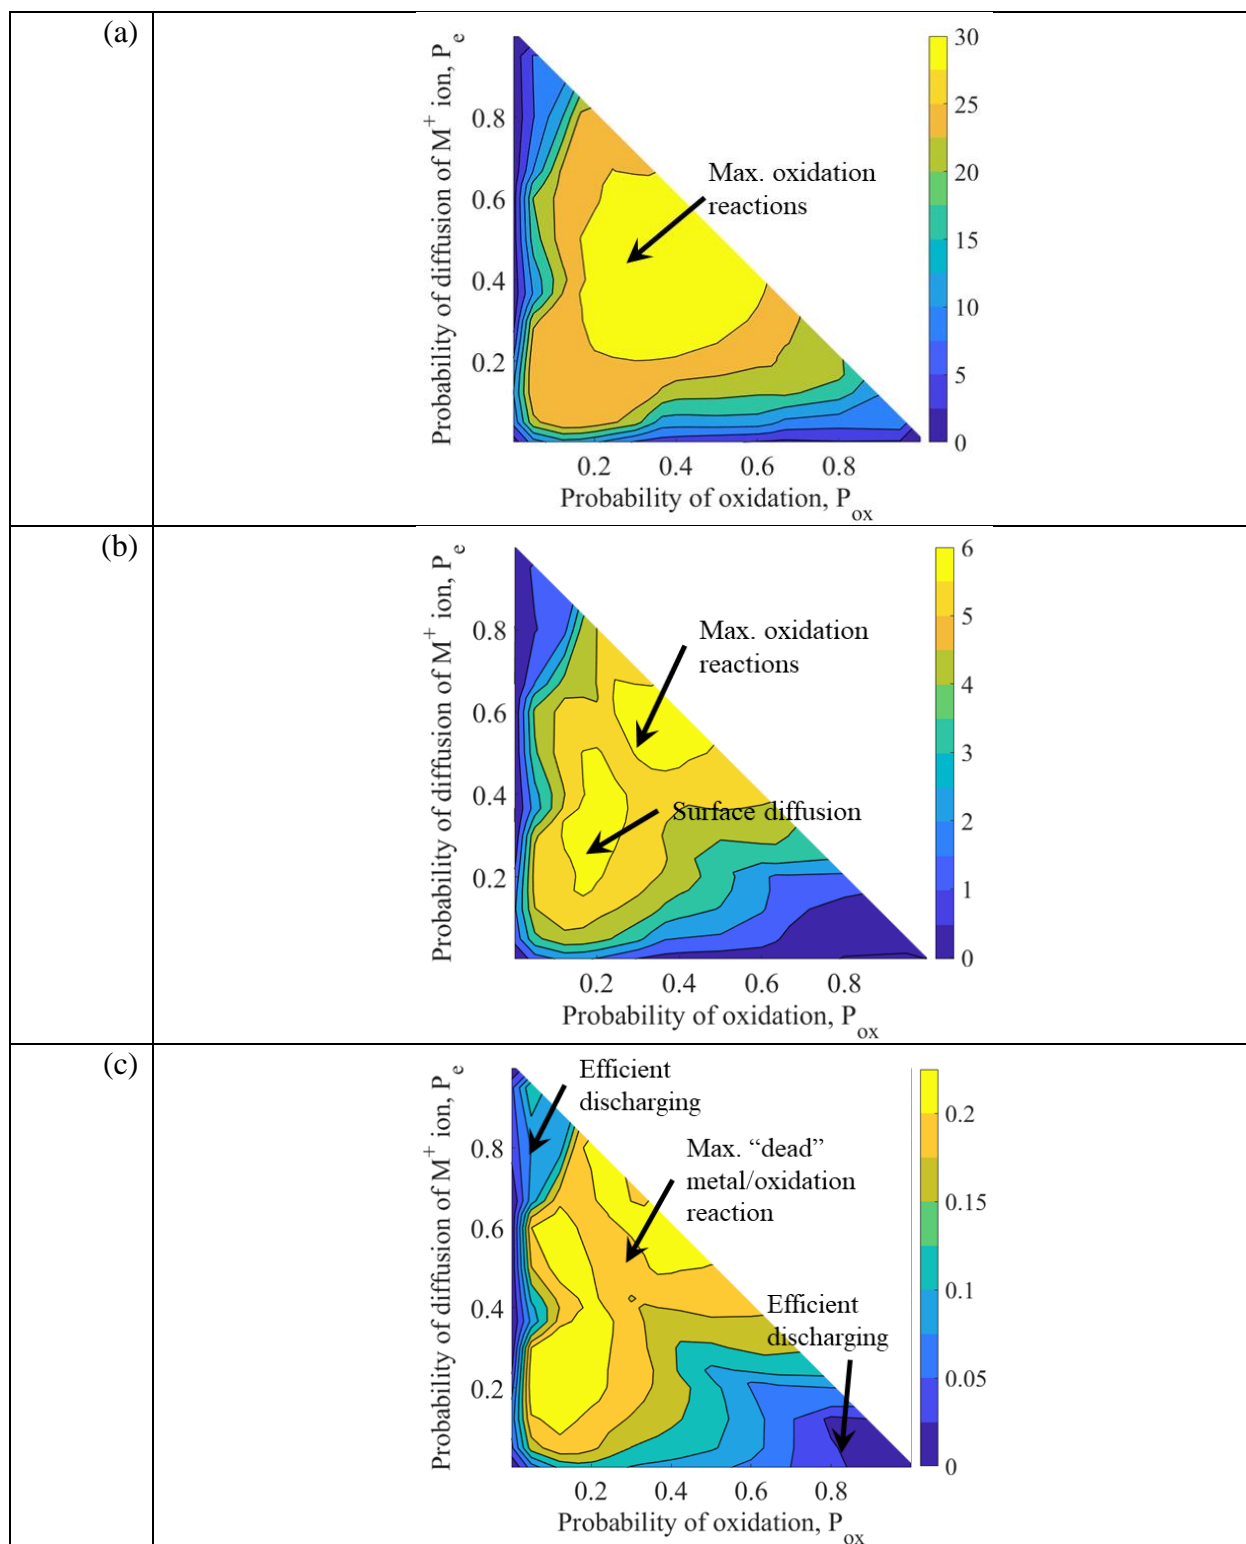 (a)
Probability of diffusion of M⁺ ion, Pₑ
0.8
0.6
0.4
0.2
Max. oxidation
reactions
30
25
20
15
10
5
0
0.2 0.4 0.6 0.8
Probability of oxidation, Pₒₓ
(b)
Probability of diffusion of M⁺ ion, Pₑ
0.8
0.6
0.4
0.2
Max. oxidation
reactions
Surface diffusion
6
5
4
3
2
1
0
0.2 0.4 0.6 0.8
Probability of oxidation, Pₒₓ
(c)
Probability of diffusion of M⁺ ion, Pₑ
0.8
0.6
0.4
0.2
Efficient
discharging
Max. “dead”
metal/oxidation
reaction
Efficient
discharging
0.2
0.15
0.1
0.05
0
0.2 0.4 0.6 0.8
Probability of oxidation, Pₒₓ